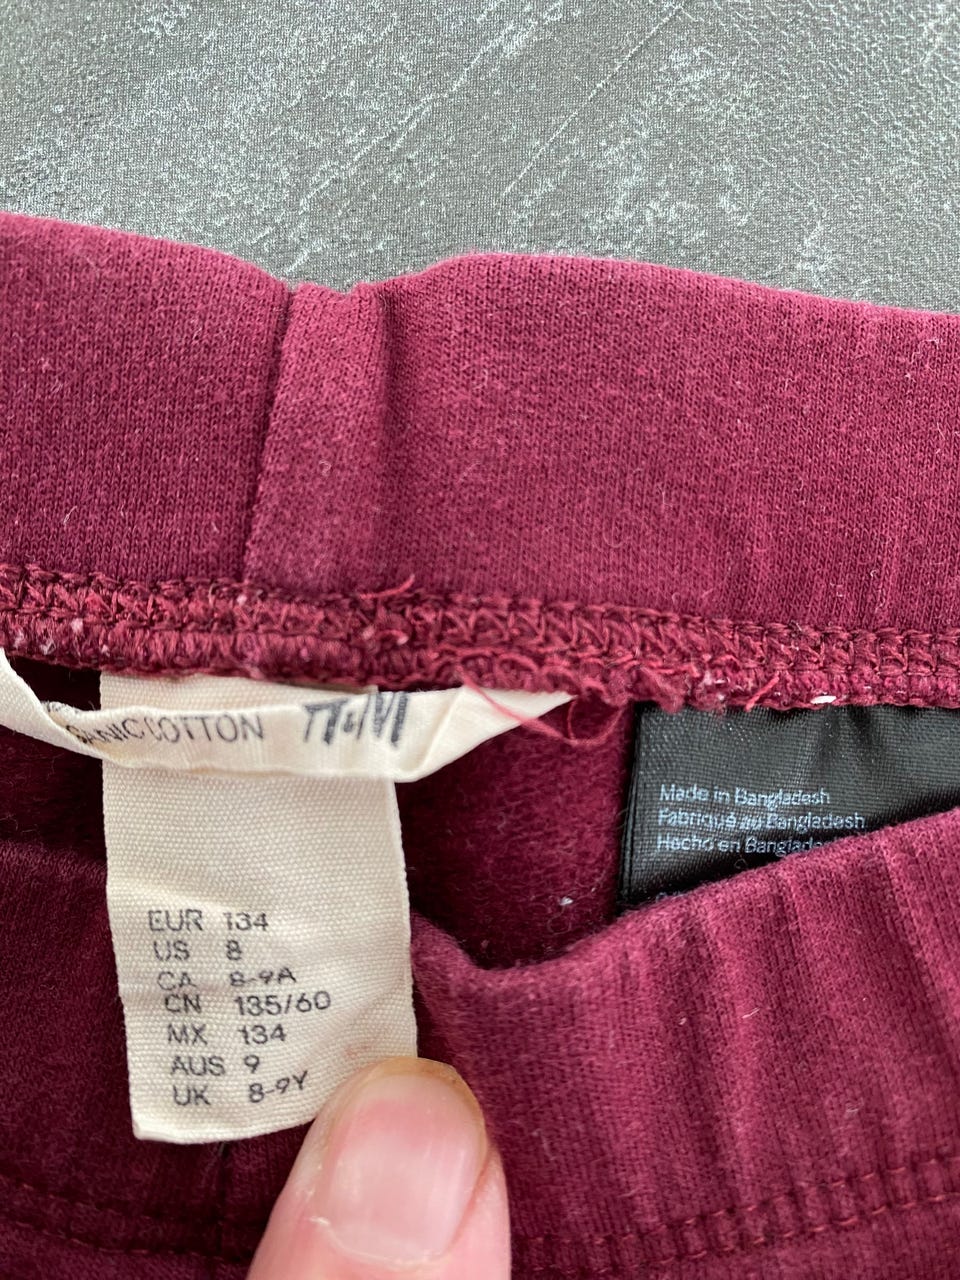 COTTON H&M
EUR 134
US 8
CA 8-9A
CN 135/60
MX 134
AUS 9
UK 8-9Y
Made in Bangladesh
Fabriqué au Bangladesh
Hecho en